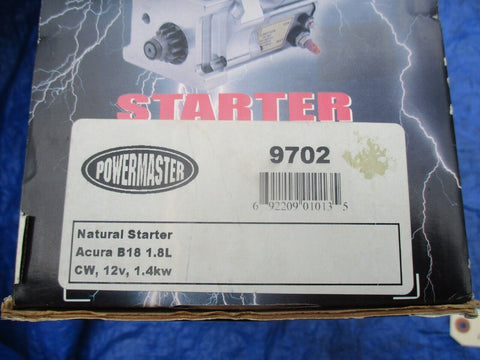 STARTER
POWERMASTER
9702
6 92209 01013 5
Natural Starter
Acura B18 1.8L
CW, 12v, 1.4kw